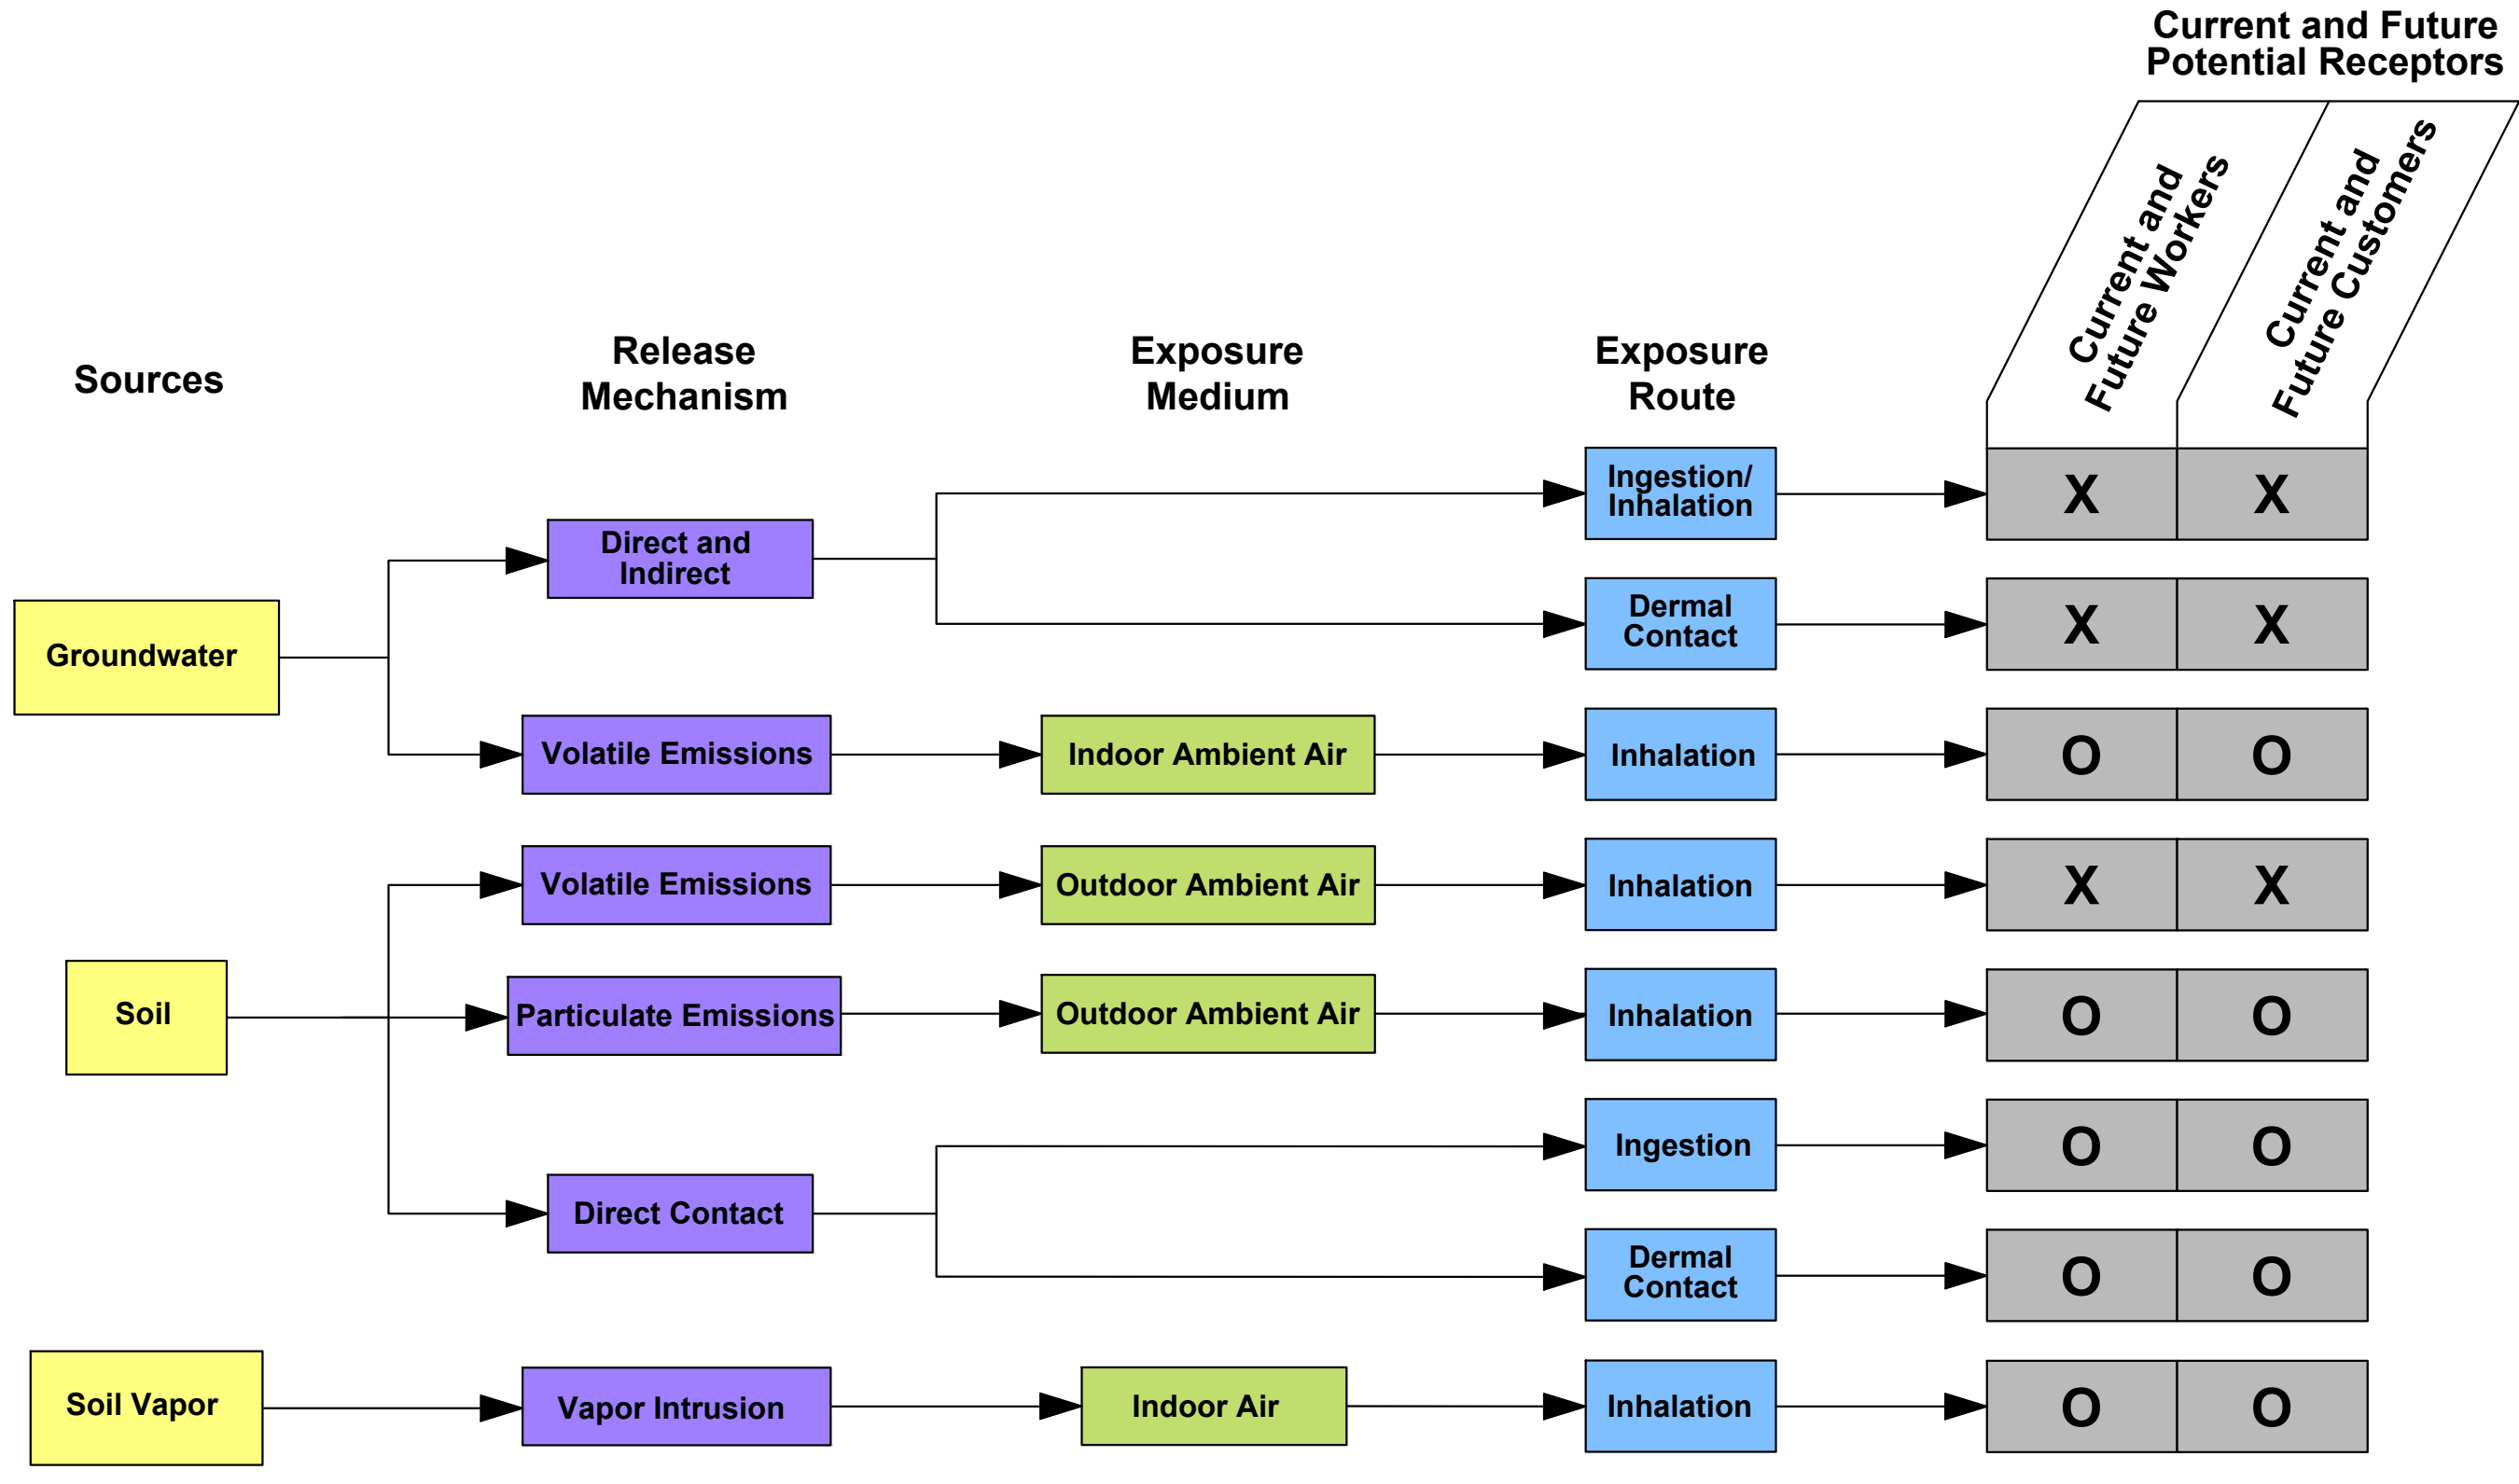 Current and Future
Potential Receptors
Current and
Future Workers
Current and
Future Customers
Sources
Release
Mechanism
Exposure
Medium
Exposure
Route
Ingestion/
Inhalation
X
X
Direct and
Indirect
Dermal
Contact
X
X
Groundwater
Volatile Emissions
Indoor Ambient Air
Inhalation
O
O
Volatile Emissions
Outdoor Ambient Air
Inhalation
X
X
Soil
Particulate Emissions
Outdoor Ambient Air
Inhalation
O
O
Ingestion
O
O
Direct Contact
Dermal
Contact
O
O
Soil Vapor
Vapor Intrusion
Indoor Air
Inhalation
O
O